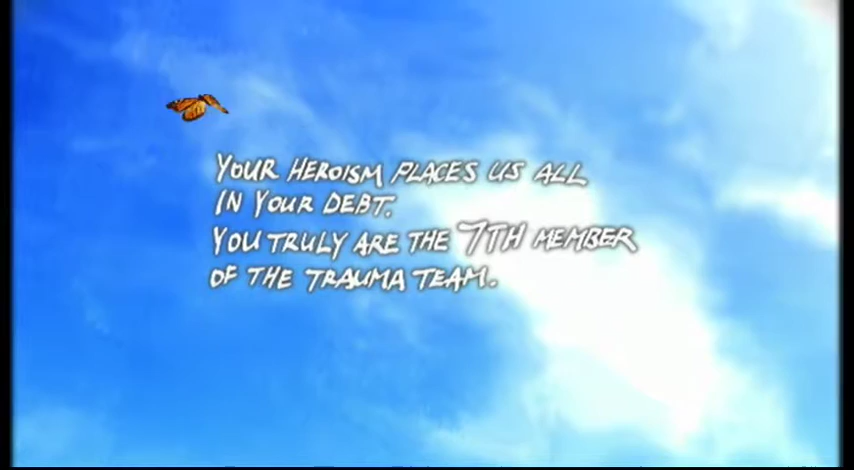 YOUR HEROISM PLACES US ALL
IN YOUR DEBT.
YOU TRULY ARE THE 7TH MEMBER
OF THE TRAUMA TEAM.